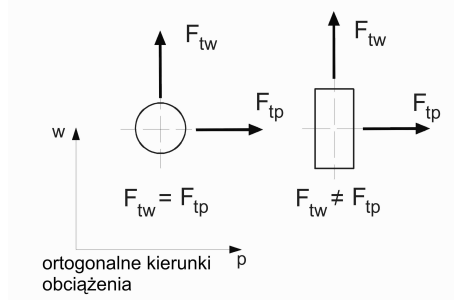 F_tw
F_tw
F_tp
F_tp
w
F_tw = F_tp
F_tw ≠ F_tp
p
ortogonalne kierunki
obciążenia